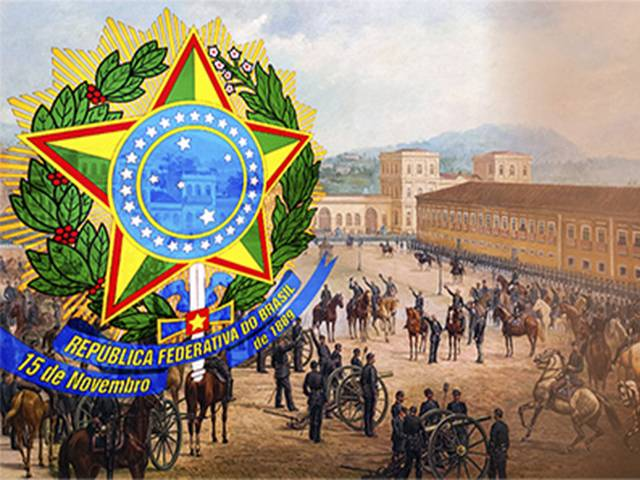 REPÚBLICA FEDERATIVA DO BRASIL
15 de Novembro
de 1889